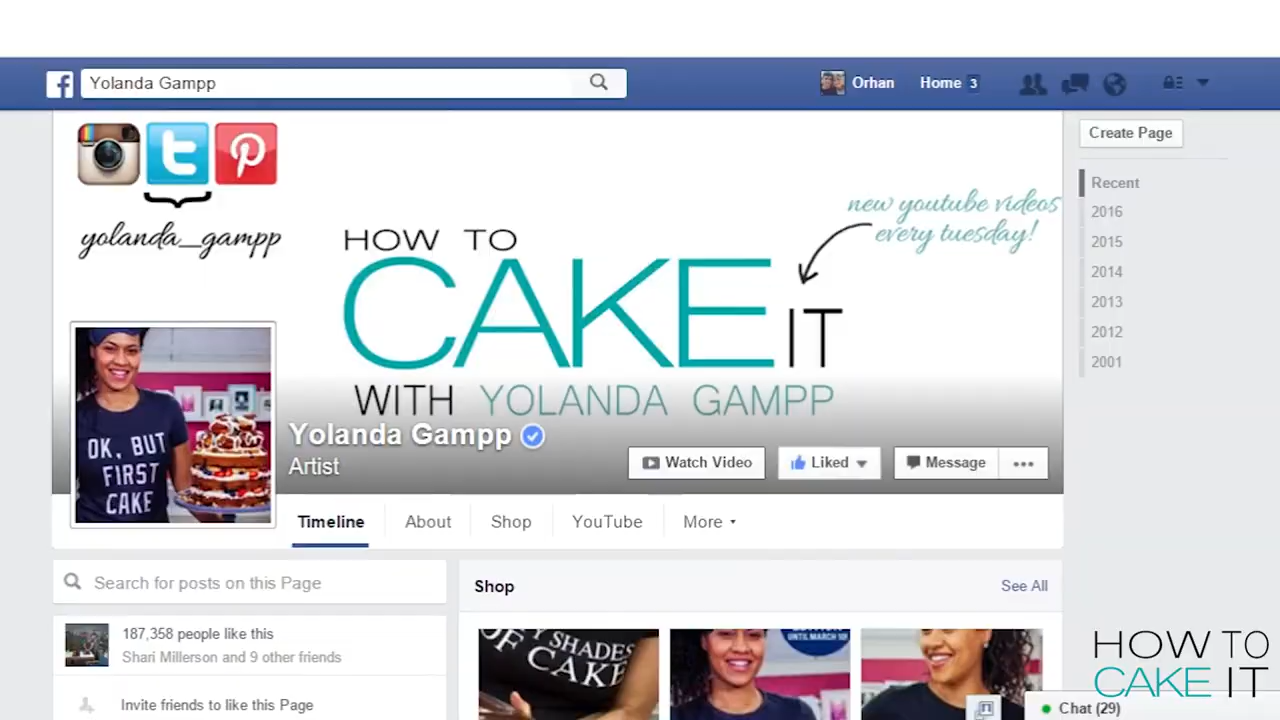 Yolanda Gampp
Orhan
Home 3
Create Page
Recent
2016
2015
2014
2013
2012
2001
yolanda_gampp
new youtube videos
every tuesday!
HOW TO
CAKE IT
WITH YOLANDA GAMPP
Yolanda Gampp
Artist
Watch Video
Liked
Message
OK, BUT
FIRST
CAKE
Timeline
About
Shop
YouTube
More
Search for posts on this Page
Shop
See All
187,358 people like this
Shari Millerson and 9 other friends
Invite friends to like this Page
SHADES
OF CAKE
UNTIL MARCH
HOW TO
CAKE IT
Chat (29)